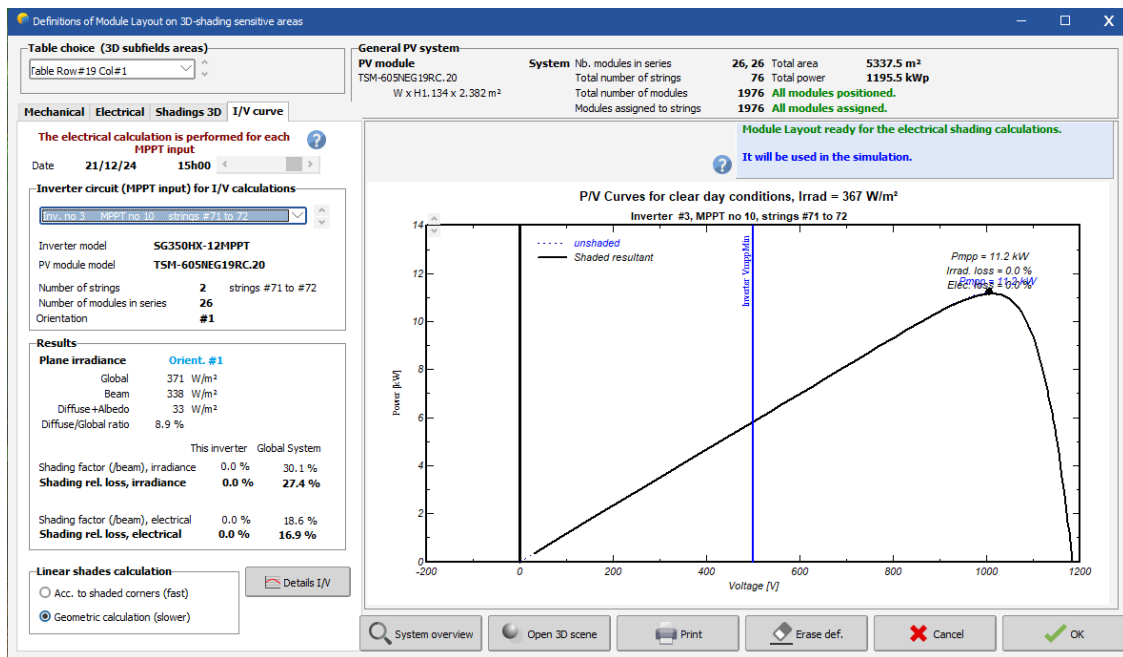 Definitions of Module Layout on 3D-shading sensitive areas
Table choice (3D subfields areas)
Table Row#19 Col#1
General PV system
PV module
TSM-605NEG19RC.20
W x H1.134 x 2.382 m²
System Nb. modules in series 26, 26 Total area 5337.5 m²
Total number of strings 76 Total power 1195.5 kWp
Total number of modules 1976 All modules positioned.
Modules assigned to strings 1976 All modules assigned.
Mechanical Electrical Shadings 3D I/V curve
The electrical calculation is performed for each
MPPT input
Date 21/12/24 15h00
Inverter circuit (MPPT input) for I/V calculations
Inv. no 3 MPPT no 10 strings #71 to 72
Inverter model SG350HX-12MPPT
PV module model TSM-605NEG19RC.20
Number of strings 2 strings #71 to #72
Number of modules in series 26
Orientation #1
Results
Plane irradiance Orient. #1
Global 371 W/m²
Beam 338 W/m²
Diffuse+Albedo 33 W/m²
Diffuse/Global ratio 8.9 %
This inverter Global System
Shading factor (/beam), irradiance 0.0 % 30.1 %
Shading rel. loss, irradiance 0.0 % 27.4 %
Shading factor (/beam), electrical 0.0 % 18.6 %
Shading rel. loss, electrical 0.0 % 16.9 %
Linear shades calculation
Acc. to shaded corners (fast)
Geometric calculation (slower)
Details I/V
Module Layout ready for the electrical shading calculations.
It will be used in the simulation.
P/V Curves for clear day conditions, Irrad = 367 W/m²
Inverter #3, MPPT no 10, strings #71 to 72
unshaded
Shaded resultant
Inverter VmppMin
Pmpp = 11.2 kW
Irrad. loss = 0.0 %
Elec. loss = 0.0 %
Pmpp = 11.2 kW
Power [kW]
14
12
10
8
6
4
2
0
-200 0 200 400 600 800 1000 1200
Voltage [V]
System overview
Open 3D scene
Print
Erase def.
Cancel
OK